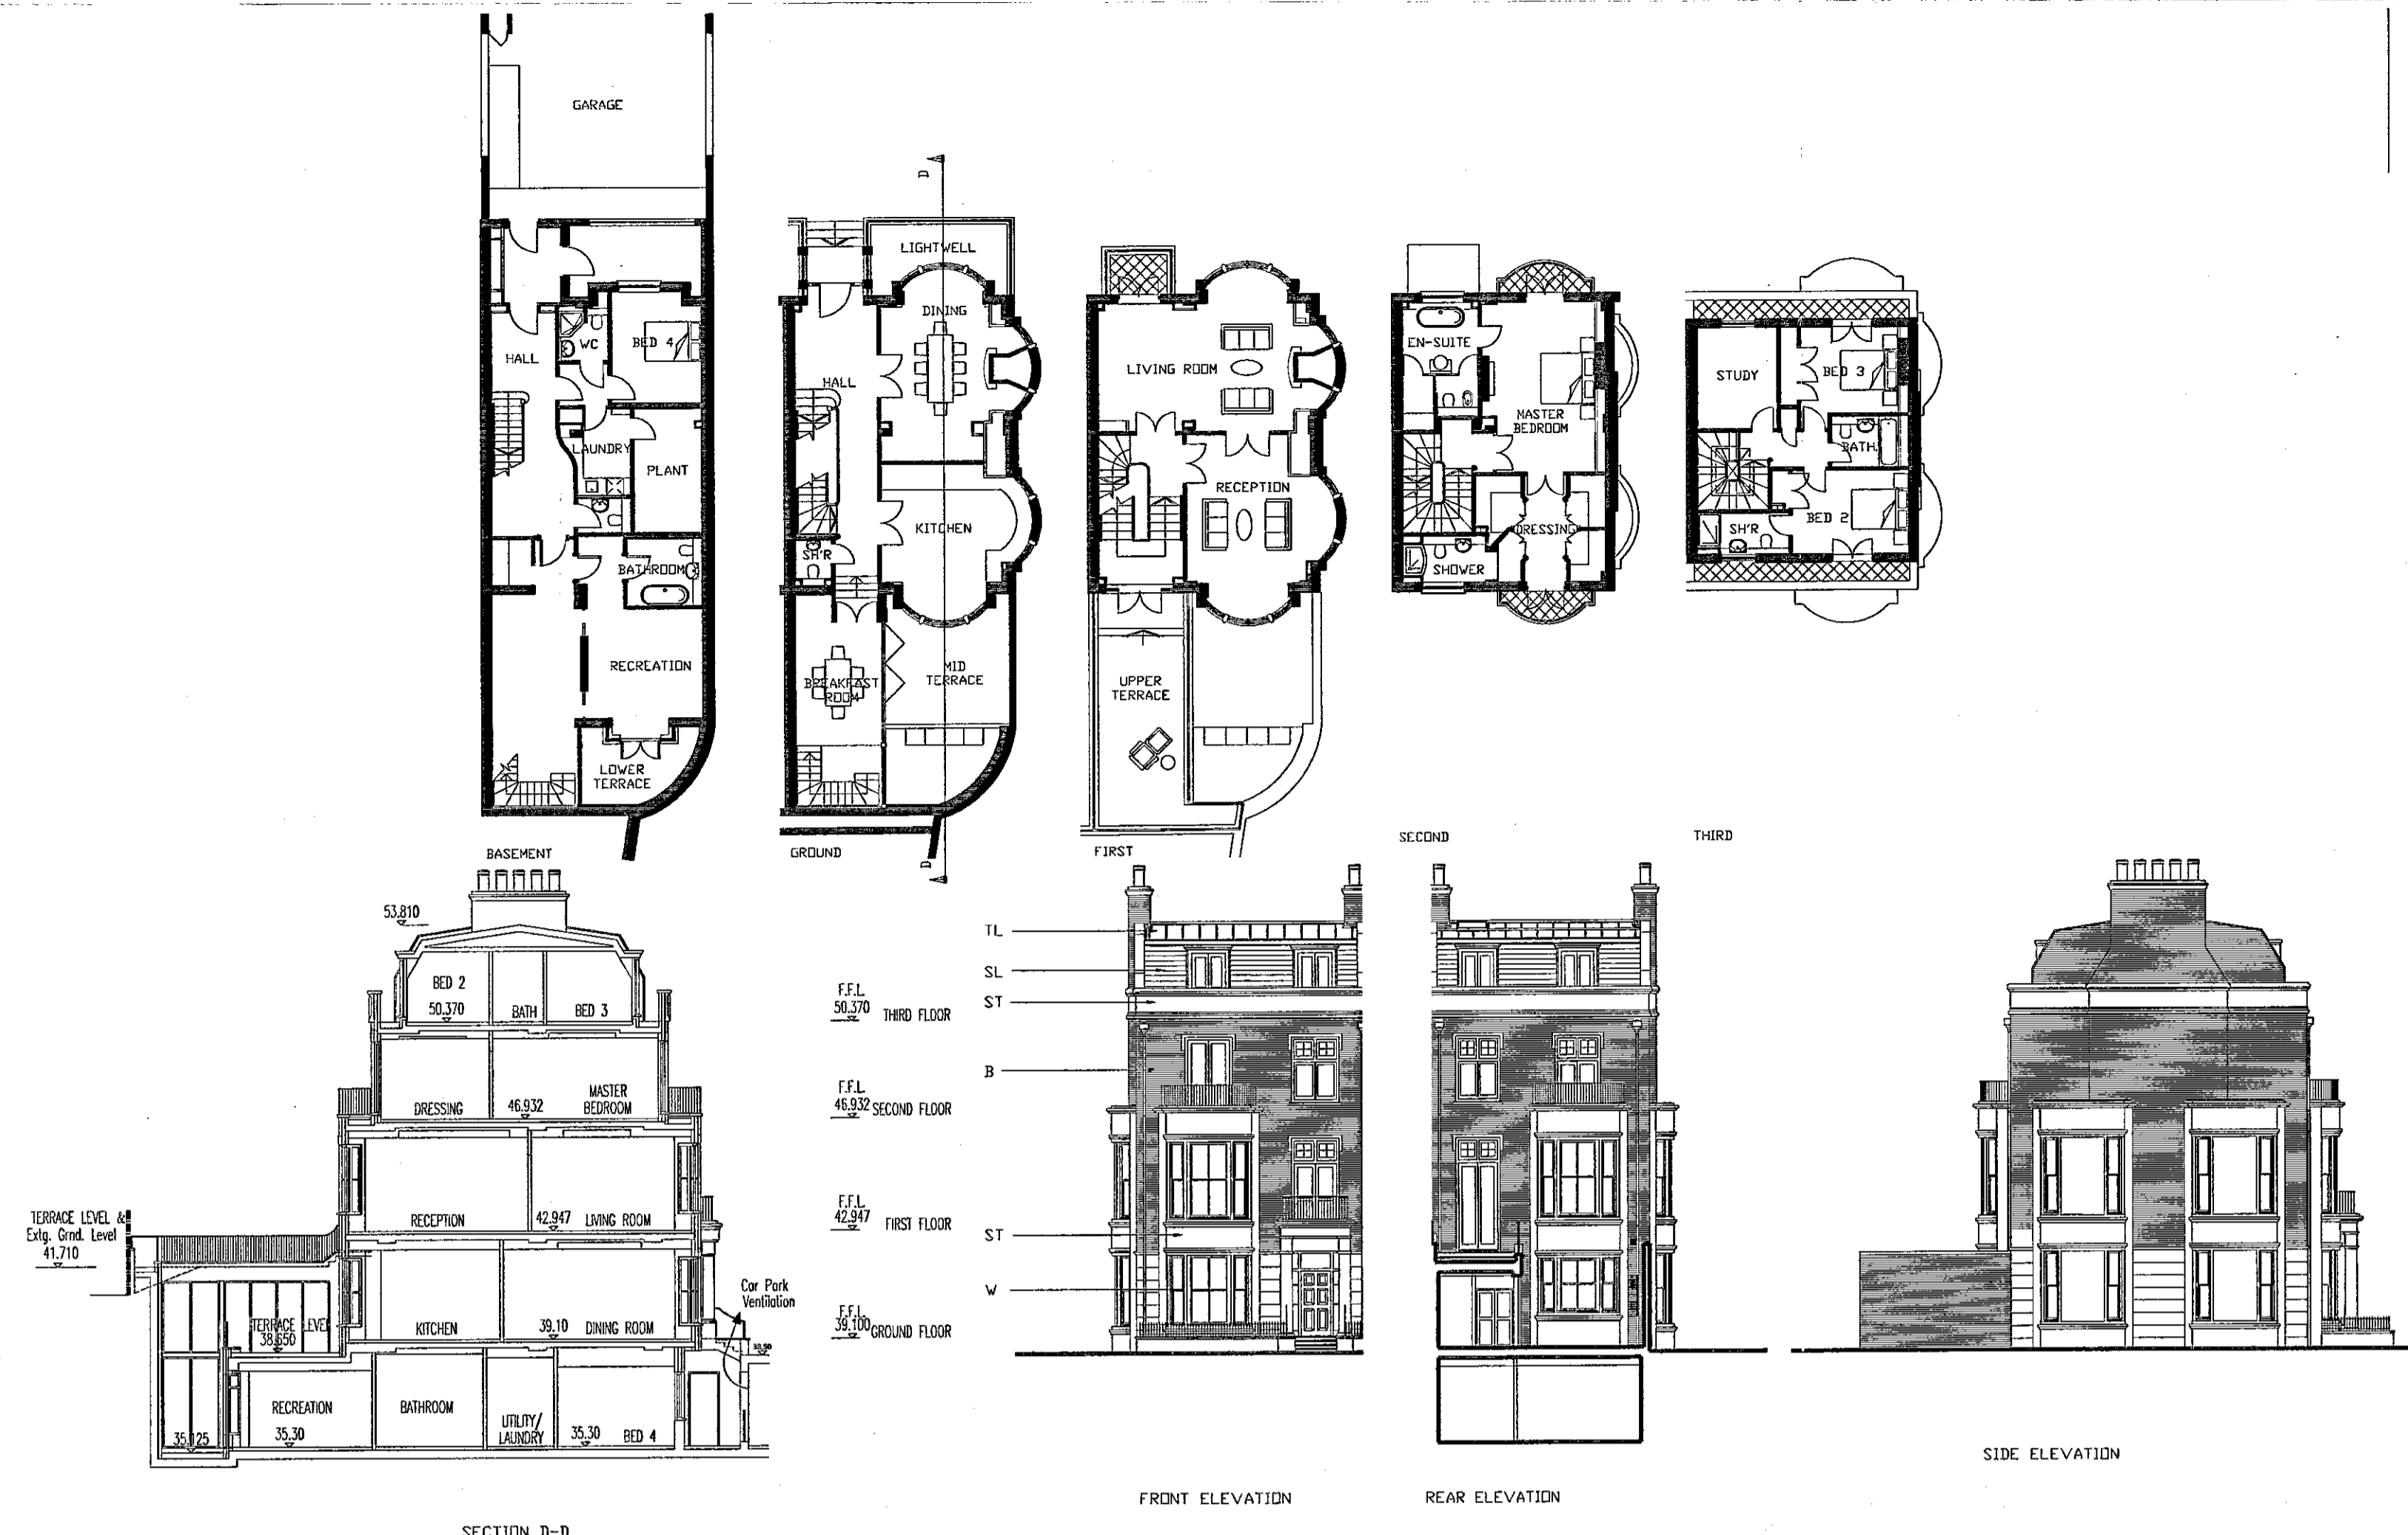 GARAGE
HALL
WC
BED 4
LAUNDRY
PLANT
BATHROOM
RECREATION
LOWER
TERRACE
BASEMENT
D
LIGHTWELL
DINING
HALL
KITCHEN
SH'R
BREAKFAST
ROOM
MID
TERRACE
GROUND
D
LIVING ROOM
RECEPTION
UPPER
TERRACE
FIRST
EN-SUITE
MASTER
BEDROOM
DRESSING
SHOWER
SECOND
STUDY
BED 3
BATH
BED 2
SH'R
THIRD
53.810
BED 2
50.370
BATH
BED 3
DRESSING
46.932
MASTER
BEDROOM
RECEPTION
42.947
LIVING ROOM
TERRACE LEVEL &
Extg. Grnd. Level
41.710
KITCHEN
39.10
DINING ROOM
TERRACE LEVEL
38.650
Car Park
Ventilation
RECREATION
35.30
BATHROOM
UTILITY/
LAUNDRY
35.30
BED 4
35.125
SECTION D-D
F.F.L
50.370 THIRD FLOOR
F.F.L
46.932 SECOND FLOOR
F.F.L
42.947 FIRST FLOOR
F.F.L
39.100 GROUND FLOOR
TL
SL
ST
B
ST
W
FRONT ELEVATION
REAR ELEVATION
SIDE ELEVATION